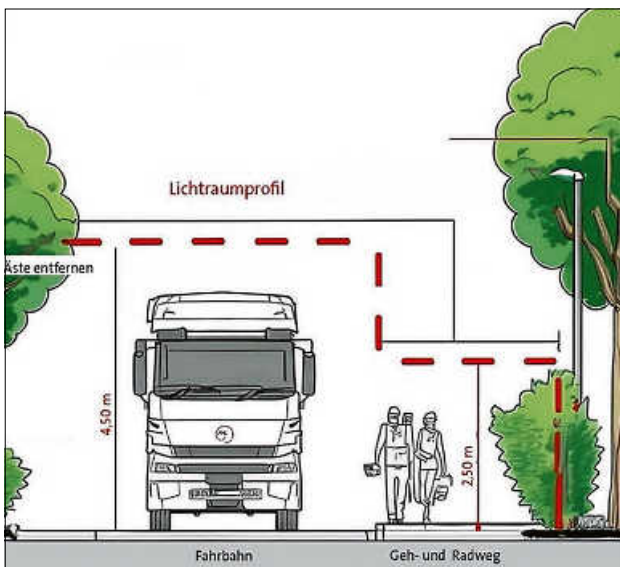 Lichtraumprofil
Äste entfernen
4,50 m
2,50 m
Fahrbahn
Geh- und Radweg